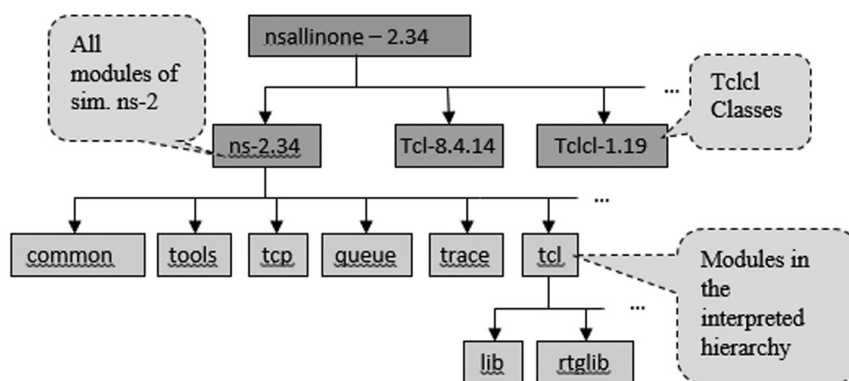 nsallinone – 2.34
All
modules of
sim. ns-2
...
Tclcl
Classes
ns-2.34
Tcl-8.4.14
Tclcl-1.19
...
common
tools
tcp
queue
trace
tcl
Modules in
the
interpreted
hierarchy
...
lib
rtglib